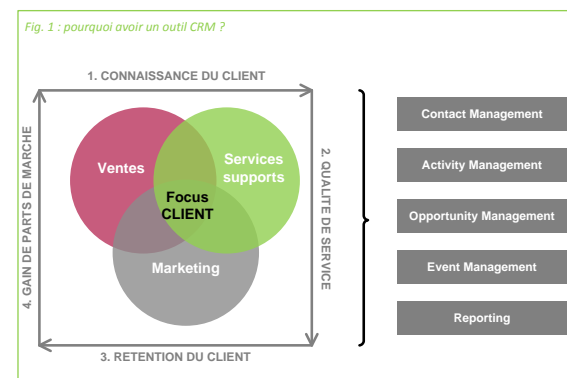 Fig. 1 : pourquoi avoir un outil CRM ?
1. CONNAISSANCE DU CLIENT
4. GAIN DE PARTS DE MARCHE
Ventes
Services
supports
Focus
CLIENT
Marketing
2. QUALITE DE SERVICE
3. RETENTION DU CLIENT
Contact Management
Activity Management
Opportunity Management
Event Management
Reporting